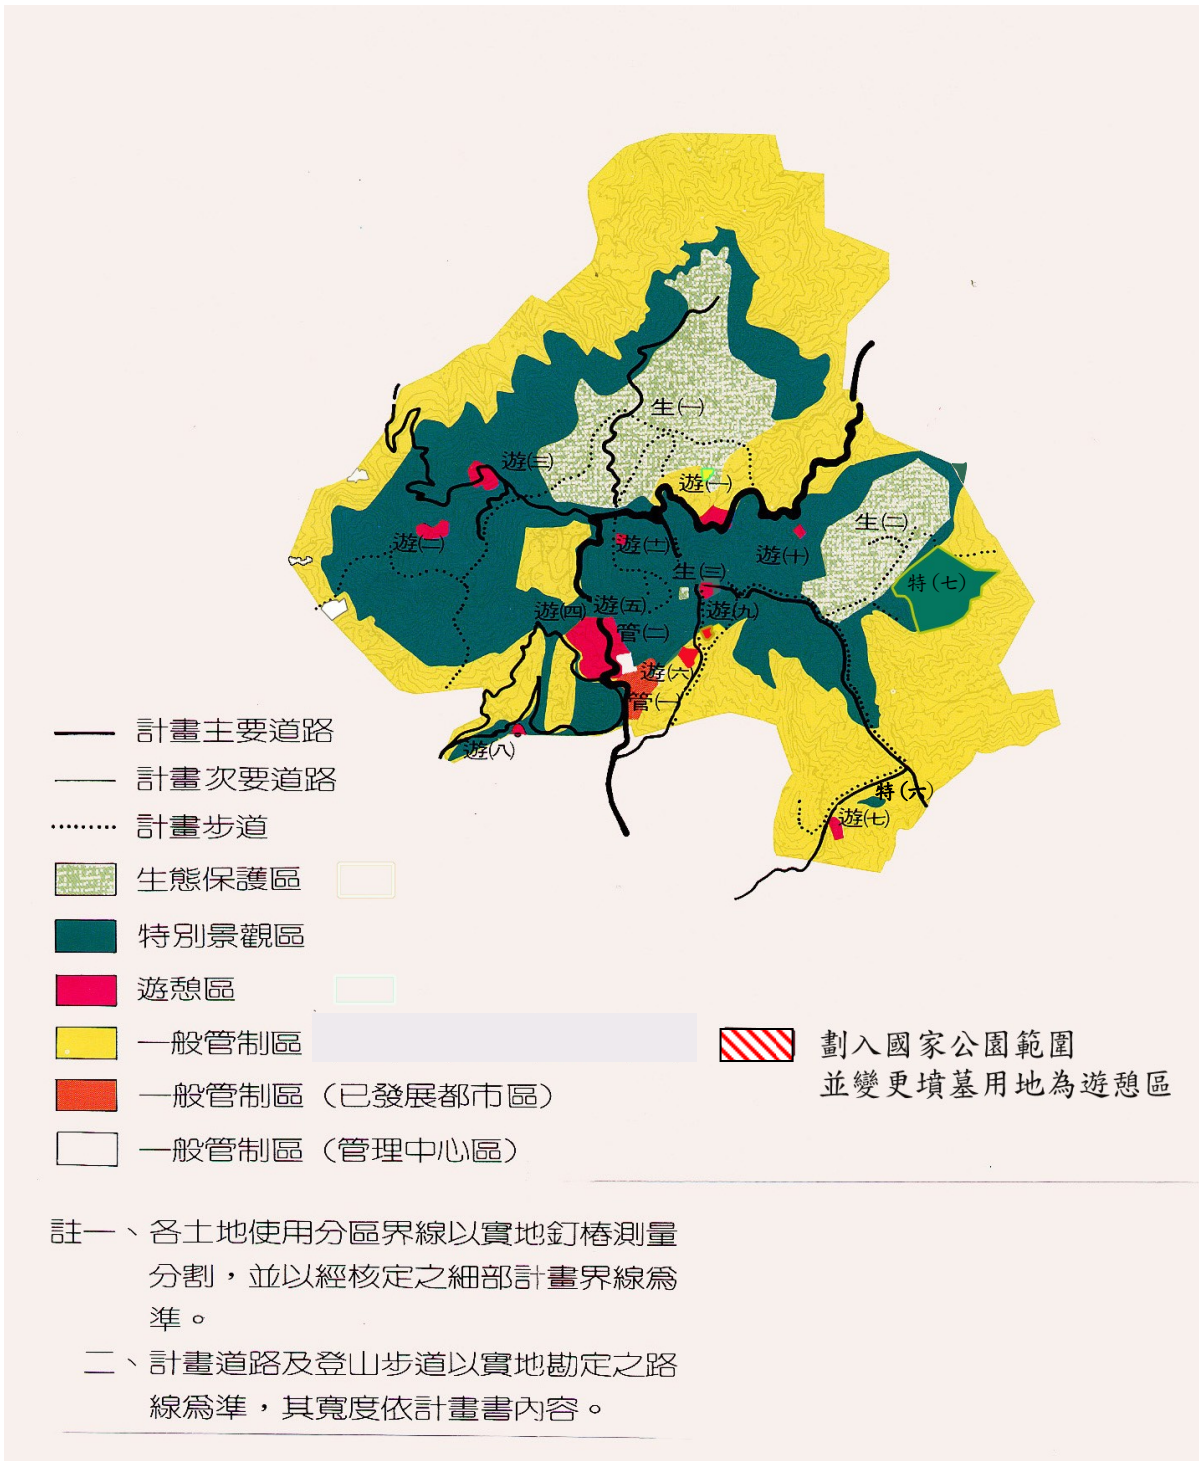 生(一)
遊(三)
遊(一)
生(二)
遊(二)
遊(十一)
遊(十)
生(三)
特(七)
遊(四)
遊(五)
遊(九)
管(二)
遊(六)
管(一)
遊(八)
特(六)
遊(七)
計畫主要道路
計畫次要道路
計畫步道
生態保護區
特別景觀區
遊憩區
一般管制區
一般管制區(已發展都市區)
一般管制區(管理中心區)
劃入國家公園範圍
並變更墳墓用地為遊憩區
註一、各土地使用分區界線以實地釘樁測量
分割,並以經核定之細部計畫界線為
準。
二、計畫道路及登山步道以實地勘定之路
線為準,其寬度依計畫書內容。